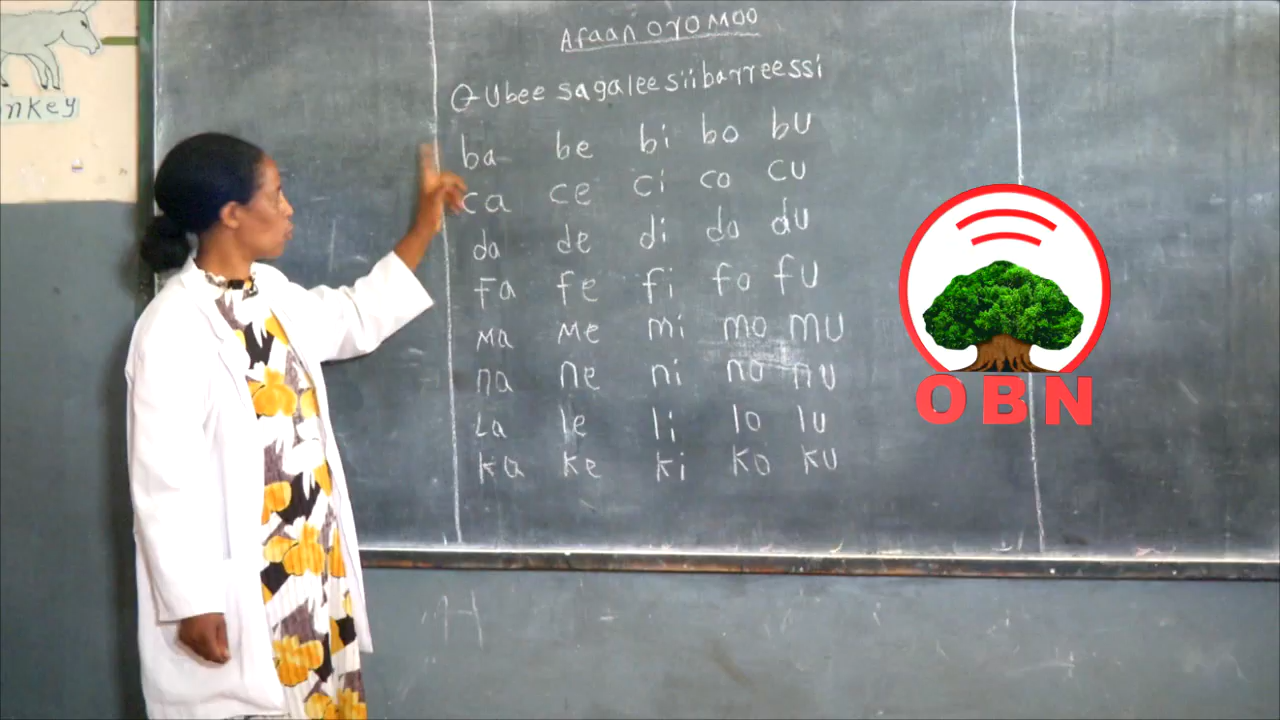 nkey
Afaan oromoo
Qubee sagaleesiibarreessi
ba be bi bo bu
ca ce ci co cu
da de di do du
Fa fe fi fo fu
Ma Me mi mo mu
na ne ni no nu
La le li lo lu
ka ke ki ko ku
OBN